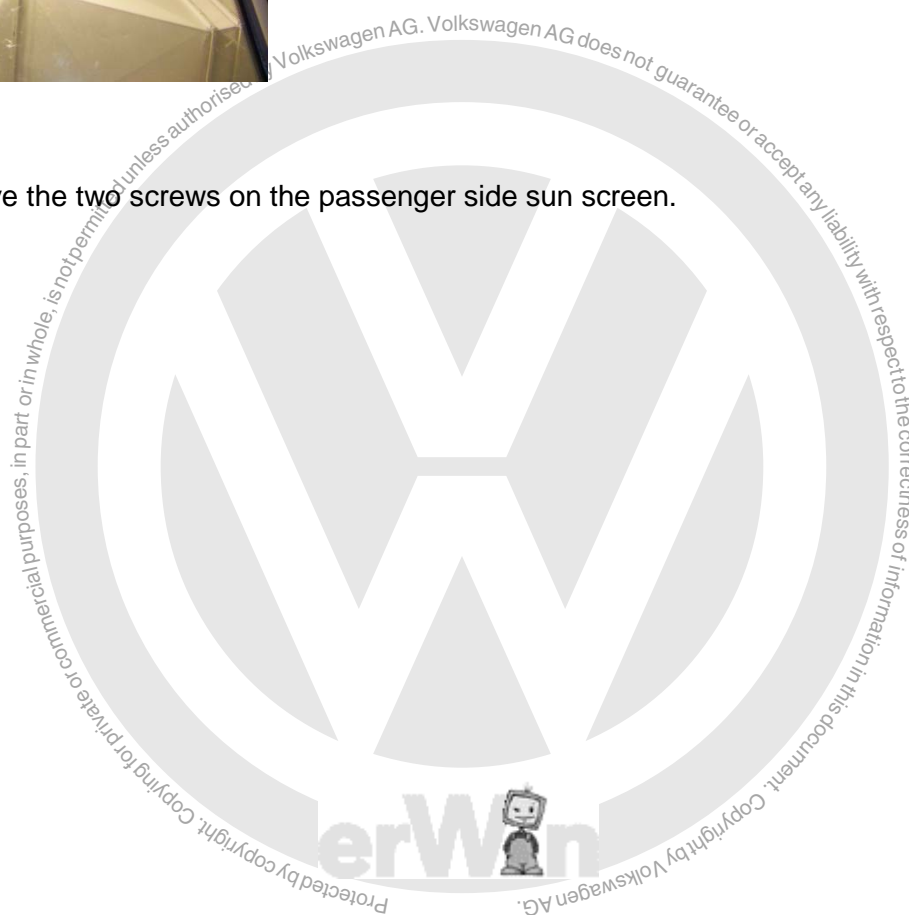 e the two screws on the passenger side sun screen.
Protected by copyright. Copying for private or commercial purposes, in part or in whole, is not permitted unless authorised by Volkswagen AG. Volkswagen AG does not guarantee or accept any liability with respect to the correctness of information in this document. Copyright by Volkswagen AG.
erWin